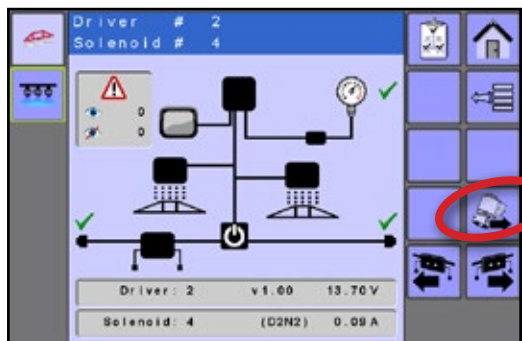 Driver # 2
Solenoid # 4
0
0
Driver: 2 v1.00 13.70V
Solenoid: 4 (D2N2) 0.09A